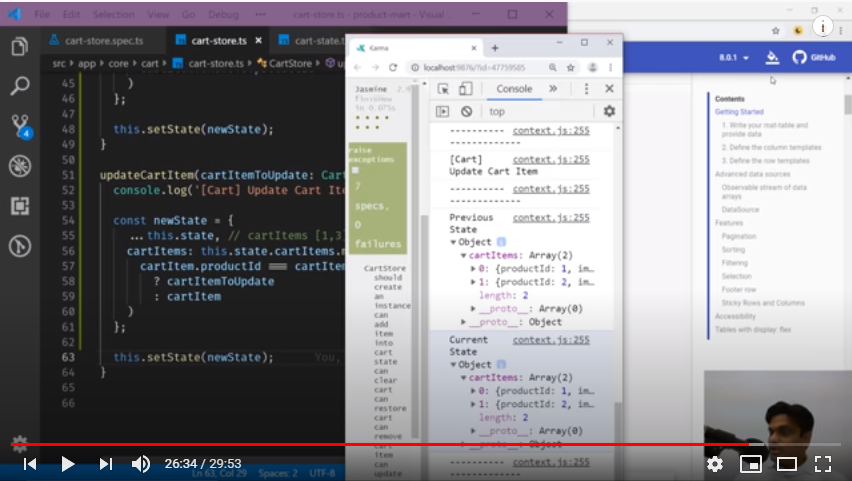 File Edit Selection View Go Debug ··· cart-store.ts - product-mart - Visual ...
cart-store.spec.ts
cart-store.ts ×
cart-state.t
src > app > core > cart > cart-store.ts > CartStore >
45 )
46 };
47
48 this.setState(newState);
49 }
50
51 updateCartItem(cartItemToUpdate: Cart
52 console.log('[Cart] Update Cart Ite
53
54 const newState = {
55 ...this.state, // cartItems [1,3
56 cartItems: this.state.cartItems.m
57 cartItem.productId === cartItem
58 ? cartItemToUpdate
59 : cartItem
60 )
61 };
62
63 this.setState(newState); You,
64 }
65
66
4
Ln 63, Col 29 Spaces: 2 UTF-8
Karma
localhost:9876/?id=47759585
Jasmine 2.
finished
in 0.075s
raise
exceptions
7
specs,
0
failures
CartStore
should
create
an
instance
can
add
item
into
cart
state
can
clear
cart
can
restore
cart
can
remove
cart
item
can
update
Console
top
---------- context.js:255
-------------
[Cart] context.js:255
Update Cart Item
---------- context.js:255
-------------
Previous context.js:255
State
▼Object i
▼cartItems: Array(2)
▶0: {productId: 1, im…
▶1: {productId: 2, im…
length: 2
▶__proto__: Array(0)
▶__proto__: Object
Current context.js:255
State
▼Object i
▼cartItems: Array(2)
▶0: {productId: 1, im…
▶1: {productId: 2, im…
length: 2
▶__proto__: Array(0)
▶__proto__: Object
---------- context.js:255
8.0.1
GitHub
Contents
Getting Started
1. Write your mat-table and
provide data
2. Define the column templates
3. Define the row templates
Advanced data sources
Observable stream of data
arrays
DataSource
Features
Pagination
Sorting
Filtering
Selection
Footer row
Sticky Rows and Columns
Accessibility
Tables with display: flex
26:34 / 29:53